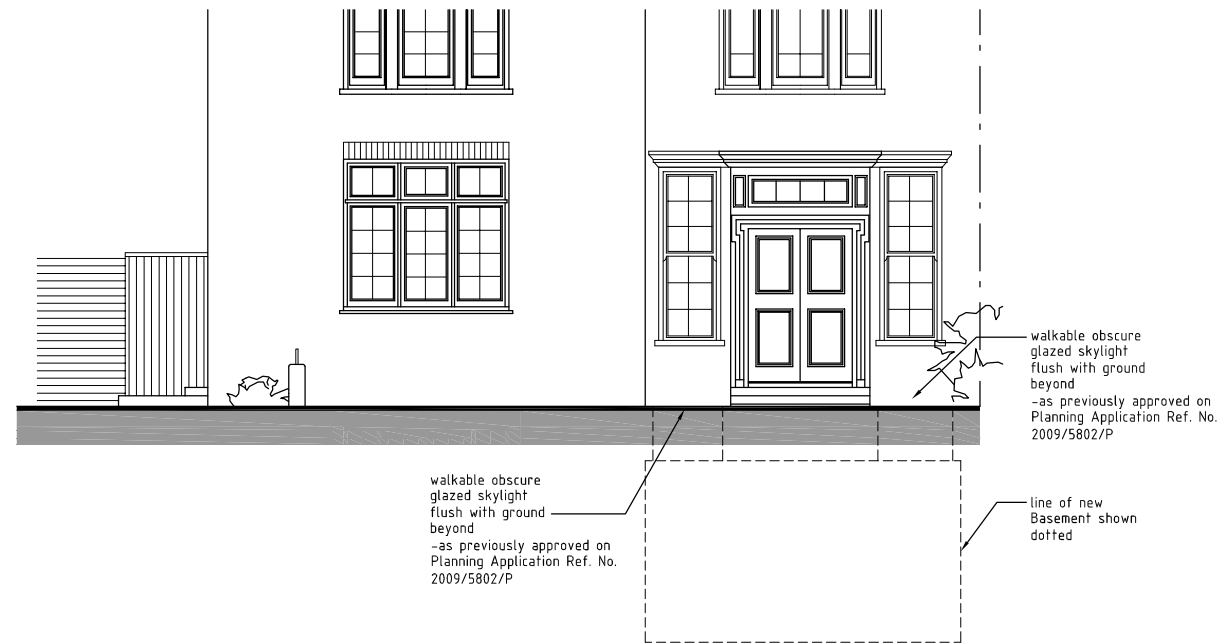 walkable obscure
glazed skylight
flush with ground
beyond
-as previously approved on
Planning Application Ref. No.
2009/5802/P
walkable obscure
glazed skylight
flush with ground
beyond
-as previously approved on
Planning Application Ref. No.
2009/5802/P
line of new
Basement shown
dotted